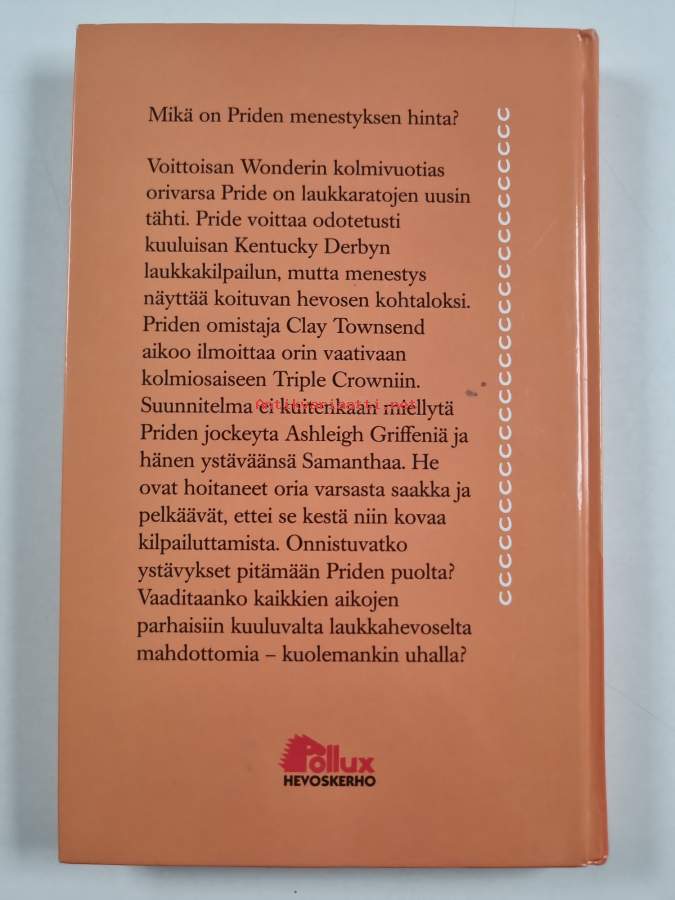 Mikä on Priden menestyksen hinta?
Voittoisan Wonderin kolmivuotias
orivarsa Pride on laukkaratojen uusin
tähti. Pride voittaa odotetusti
kuuluisan Kentucky Derbyn
laukkakilpailun, mutta menestys
näyttää koituvan hevosen kohtaloksi.
Priden omistaja Clay Townsend
aikoo ilmoittaa orin vaativaan
kolmiosaiseen Triple Crowniin.
Suunnitelma ei kuitenkaan miellytä
Antikvariaatti.net
Priden jockeyta Ashleigh Griffeniä ja
hänen ystäväänsä Samanthaa. He
ovat hoitaneet oria varsasta saakka ja
pelkäävät, ettei se kestä niin kovaa
kilpailuttamista. Onnistuvatko
ystävykset pitämään Priden puolta?
Vaaditaanko kaikkien aikojen
parhaisiin kuuluvalta laukkahevoselta
mahdottomia – kuolemankin uhalla?
Pollux
HEVOSKERHO